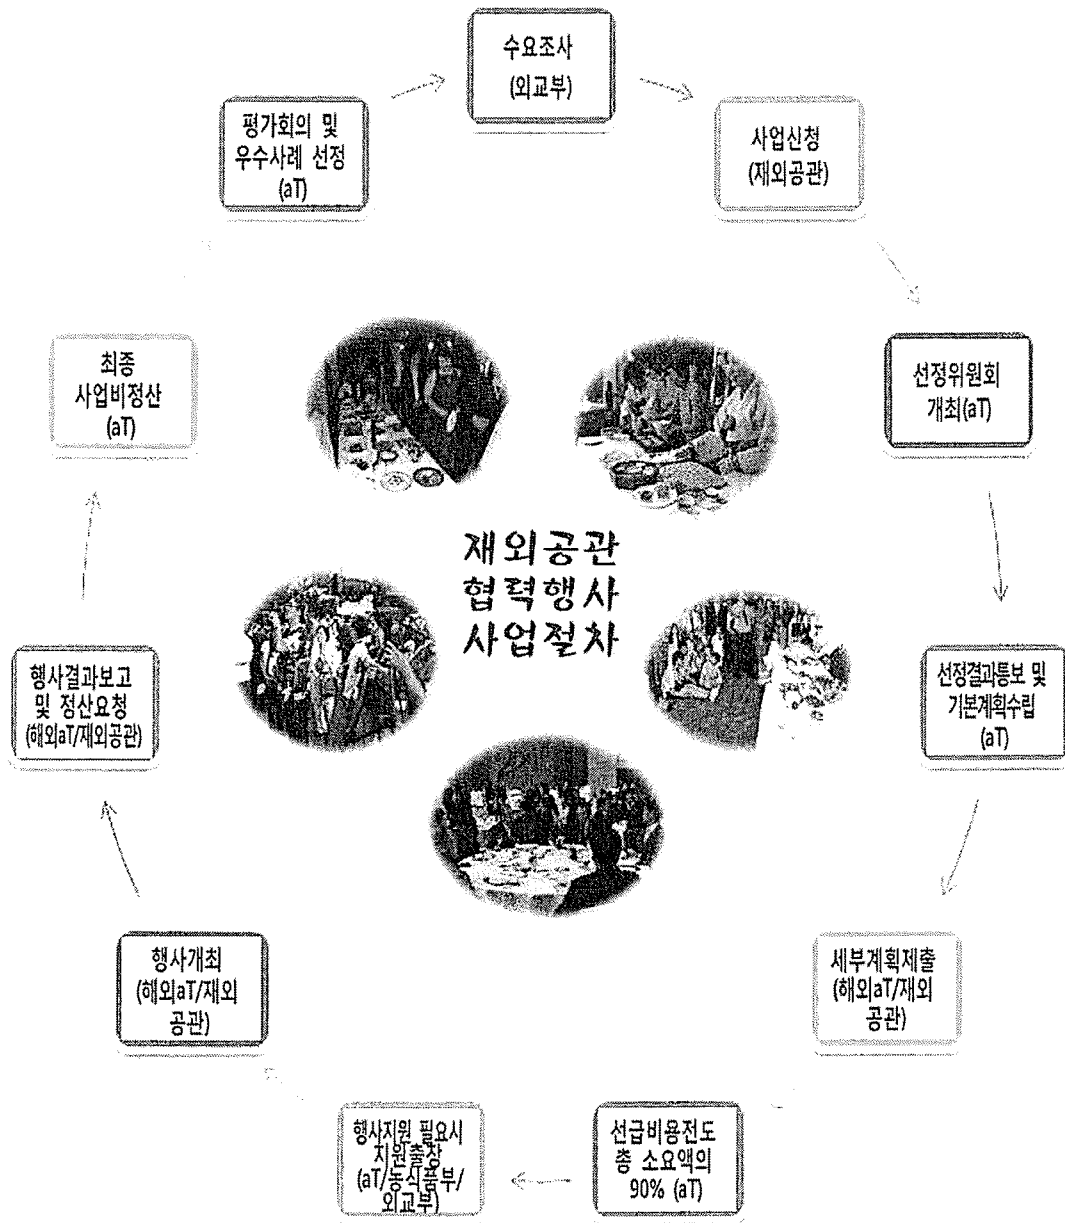 수요조사
(외교부)
사업신청
(재외공관)
선정위원회
개최(aT)
선정결과통보 및
기본계획수립
(aT)
세부계획제출
(해외aT/재외
공관)
선급비용전도
총 소요액의
90% (aT)
행사지원 필요시
지원출장
(aT/농식품부/
외교부)
행사개최
(해외aT/재외
공관)
행사결과보고
및 정산요청
(해외aT/재외공관)
최종
사업비정산
(aT)
평가회의 및
우수사례 선정
(aT)
재외공관
협력행사
사업절차